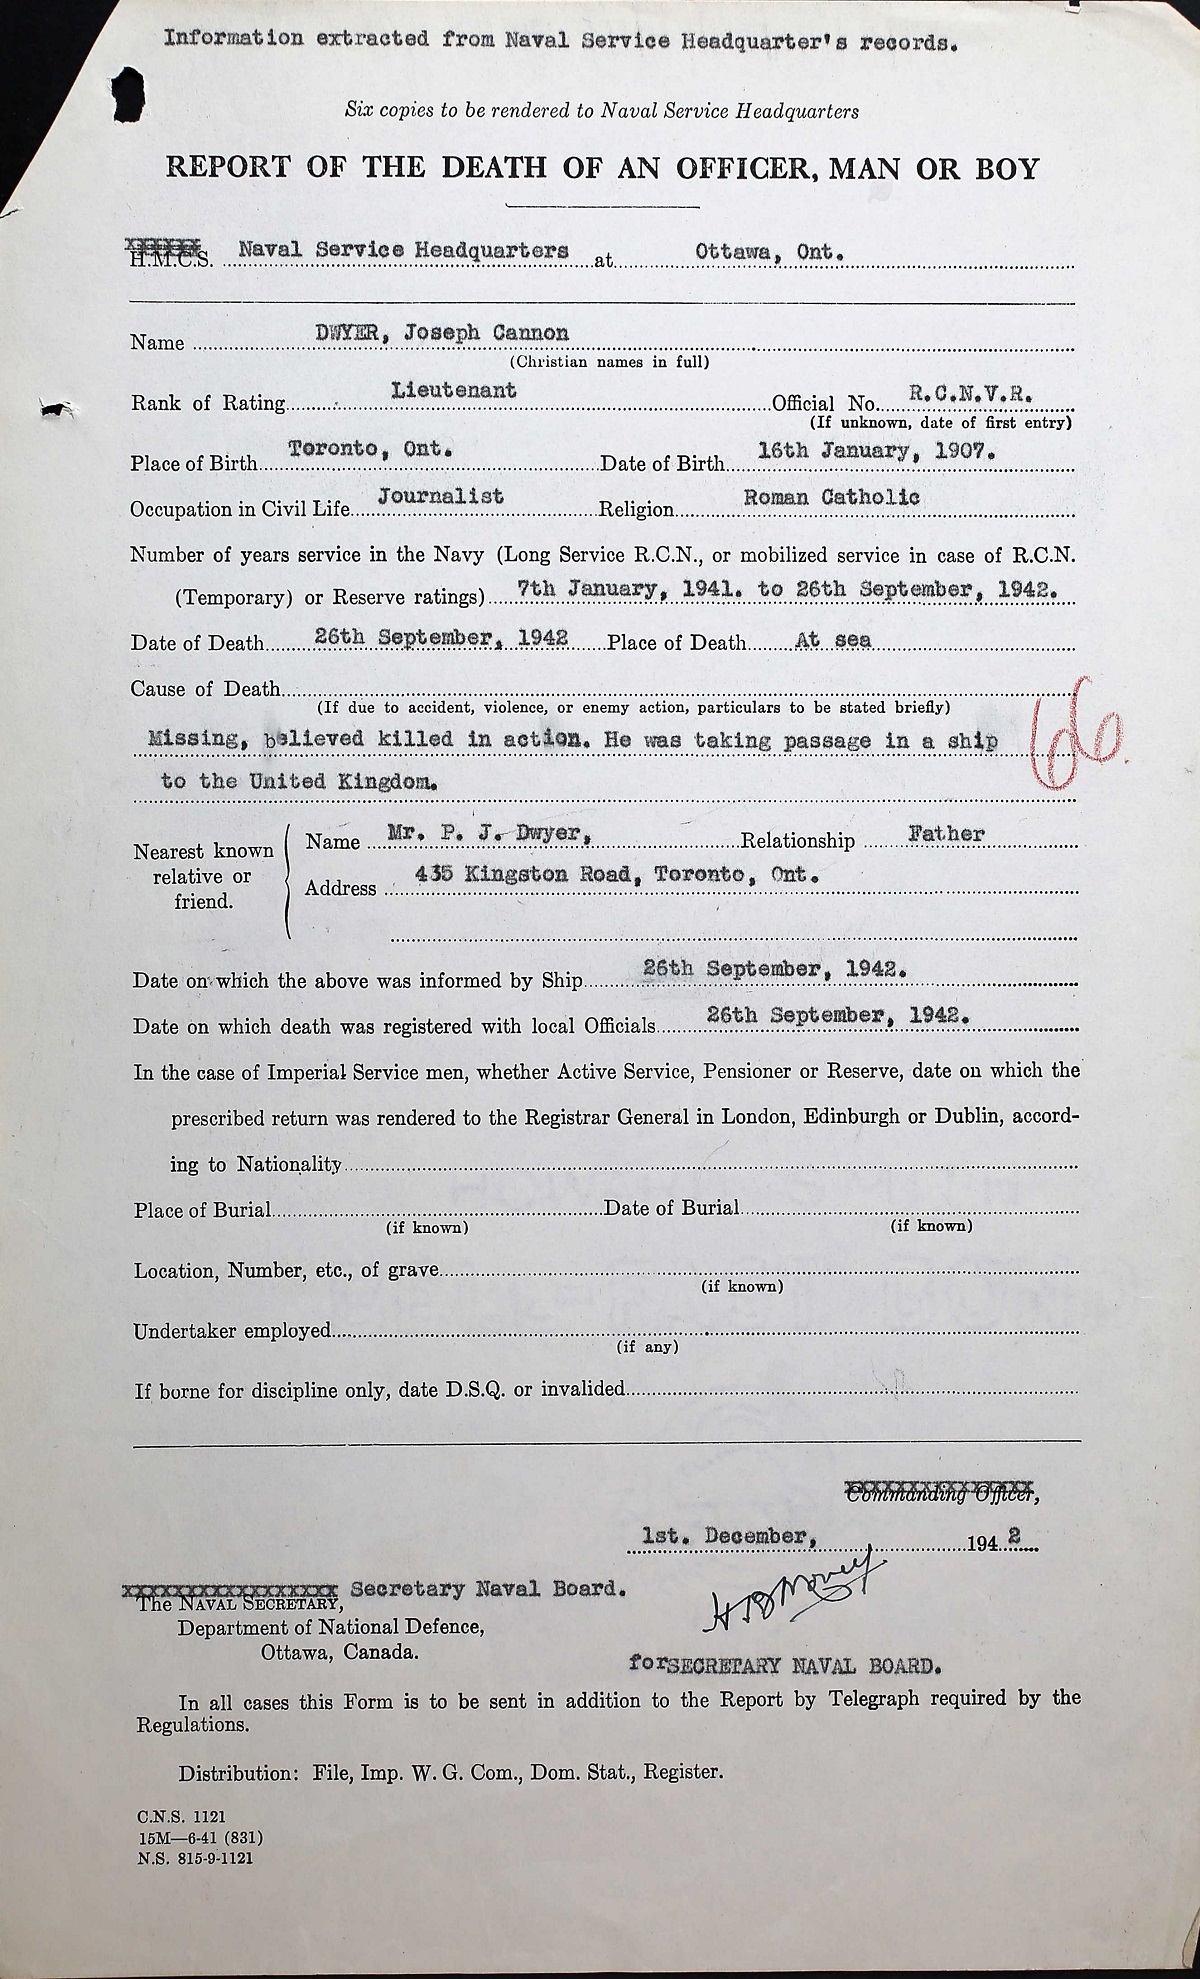 Information extracted from Naval Service Headquarter's records.
Six copies to be rendered to Naval Service Headquarters
REPORT OF THE DEATH OF AN OFFICER, MAN OR BOY
H.M.C.S. Naval Service Headquarters at Ottawa, Ont.
Name DWYER, Joseph Cannon
(Christian names in full)
Rank of Rating Lieutenant Official No. R.C.N.V.R.
(If unknown, date of first entry)
Place of Birth Toronto, Ont. Date of Birth 16th January, 1907.
Occupation in Civil Life Journalist Religion Roman Catholic
Number of years service in the Navy (Long Service R.C.N., or mobilized service in case of R.C.N.
(Temporary) or Reserve ratings) 7th January, 1941. to 26th September, 1942.
Date of Death 26th September, 1942 Place of Death At sea
Cause of Death
(If due to accident, violence, or enemy action, particulars to be stated briefly)
Missing, believed killed in action. He was taking passage in a ship
to the United Kingdom.
66
Nearest known relative or friend.
Name Mr. P. J. Dwyer, Relationship Father
Address 435 Kingston Road, Toronto, Ont.
Date on which the above was informed by Ship 26th September, 1942.
Date on which death was registered with local Officials 26th September, 1942.
In the case of Imperial Service men, whether Active Service, Pensioner or Reserve, date on which the
prescribed return was rendered to the Registrar General in London, Edinburgh or Dublin, accord-
ing to Nationality
Place of Burial Date of Burial
(if known) (if known)
Location, Number, etc., of grave
(if known)
Undertaker employed
(if any)
If borne for discipline only, date D.S.Q. or invalided
Commanding Officer,
1st. December, 1942
The NAVAL SECRETARY, Secretary Naval Board.
Department of National Defence,
Ottawa, Canada.
for SECRETARY NAVAL BOARD.
In all cases this Form is to be sent in addition to the Report by Telegraph required by the
Regulations.
Distribution: File, Imp. W. G. Com., Dom. Stat., Register.
C.N.S. 1121
15M—6-41 (831)
N.S. 815-9-1121